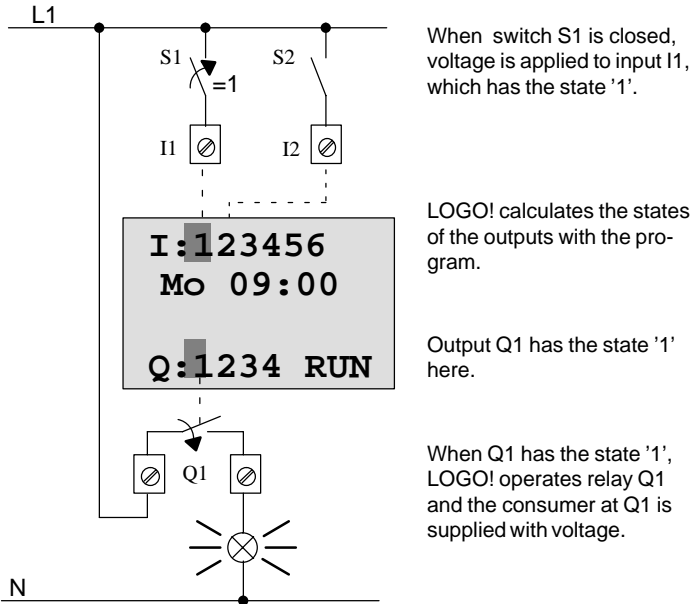 L1
S1
=1
S2
I1
I2
I:123456
Mo 09:00
Q:1234 RUN
Q1
N
When switch S1 is closed,
voltage is applied to input I1,
which has the state '1'.
LOGO! calculates the states
of the outputs with the pro-
gram.
Output Q1 has the state '1'
here.
When Q1 has the state '1',
LOGO! operates relay Q1
and the consumer at Q1 is
supplied with voltage.